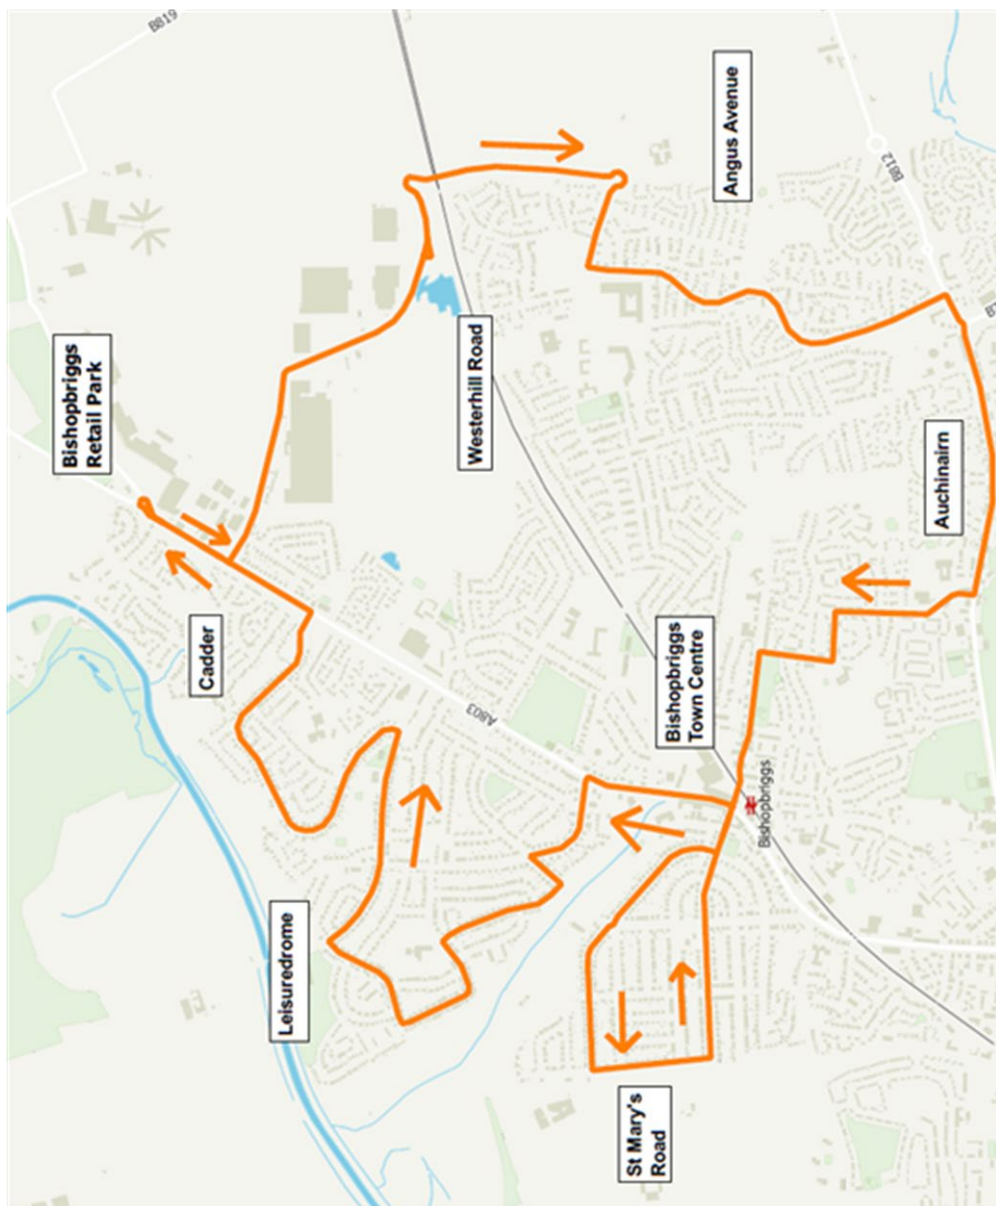 B819
Bishopbriggs
Retail Park
Angus Avenue
B812
Westerhill Road
Auchinairn
Cadder
A803
Bishopbriggs
Town Centre
Bishopbriggs
Leisuredrome
St Mary's
Road